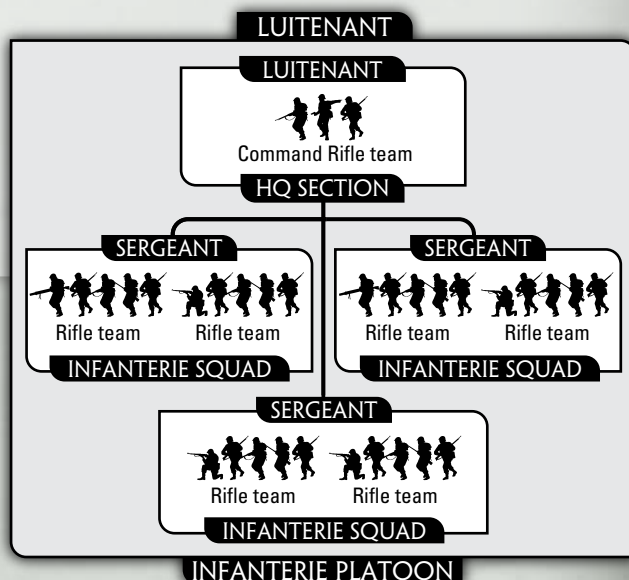 LUITENANT
LUITENANT
Command Rifle team
HQ SECTION
SERGEANT
Rifle team Rifle team
INFANTERIE SQUAD
SERGEANT
Rifle team Rifle team
INFANTERIE SQUAD
SERGEANT
Rifle team Rifle team
INFANTERIE SQUAD
INFANTERIE PLATOON